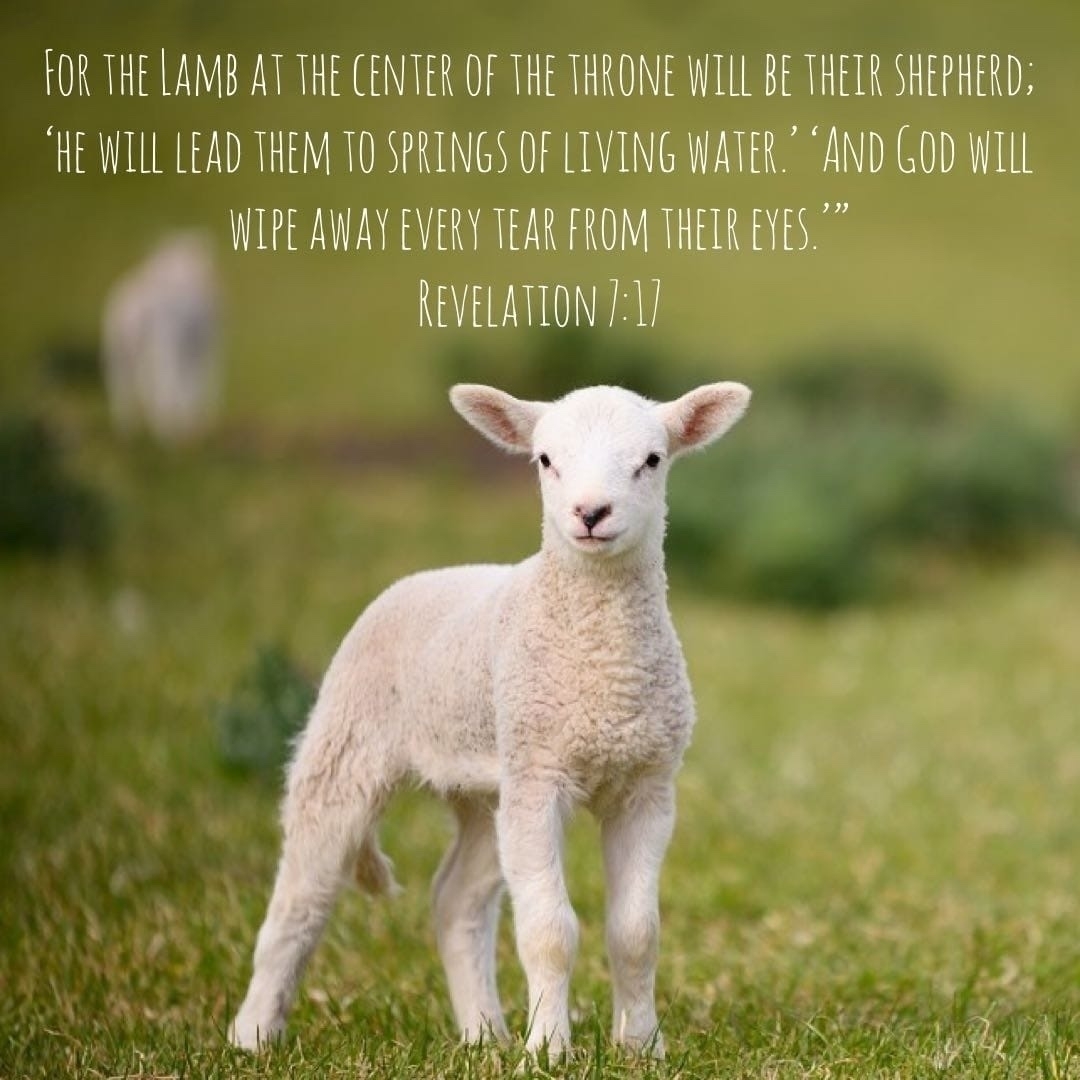 For the Lamb at the center of the throne will be their shepherd;
‘he will lead them to springs of living water.’ ‘And God will
wipe away every tear from their eyes.’”
Revelation 7:17